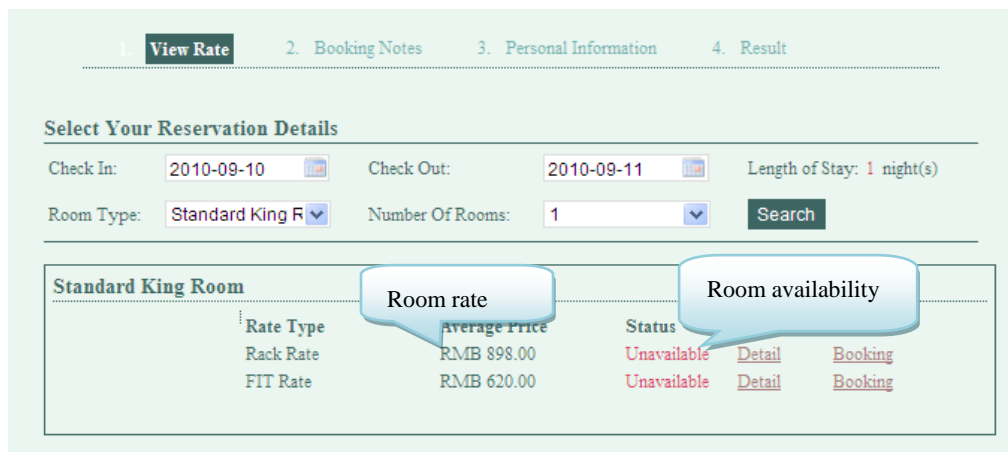 1. View Rate 2. Booking Notes 3. Personal Information 4. Result
Select Your Reservation Details
Check In: 2010-09-10 Check Out: 2010-09-11 Length of Stay: 1 night(s)
Room Type: Standard King R Number Of Rooms: 1 Search
Standard King Room
Room rate
Room availability
Rate Type Average Price Status
Rack Rate RMB 898.00 Unavailable Detail Booking
FIT Rate RMB 620.00 Unavailable Detail Booking